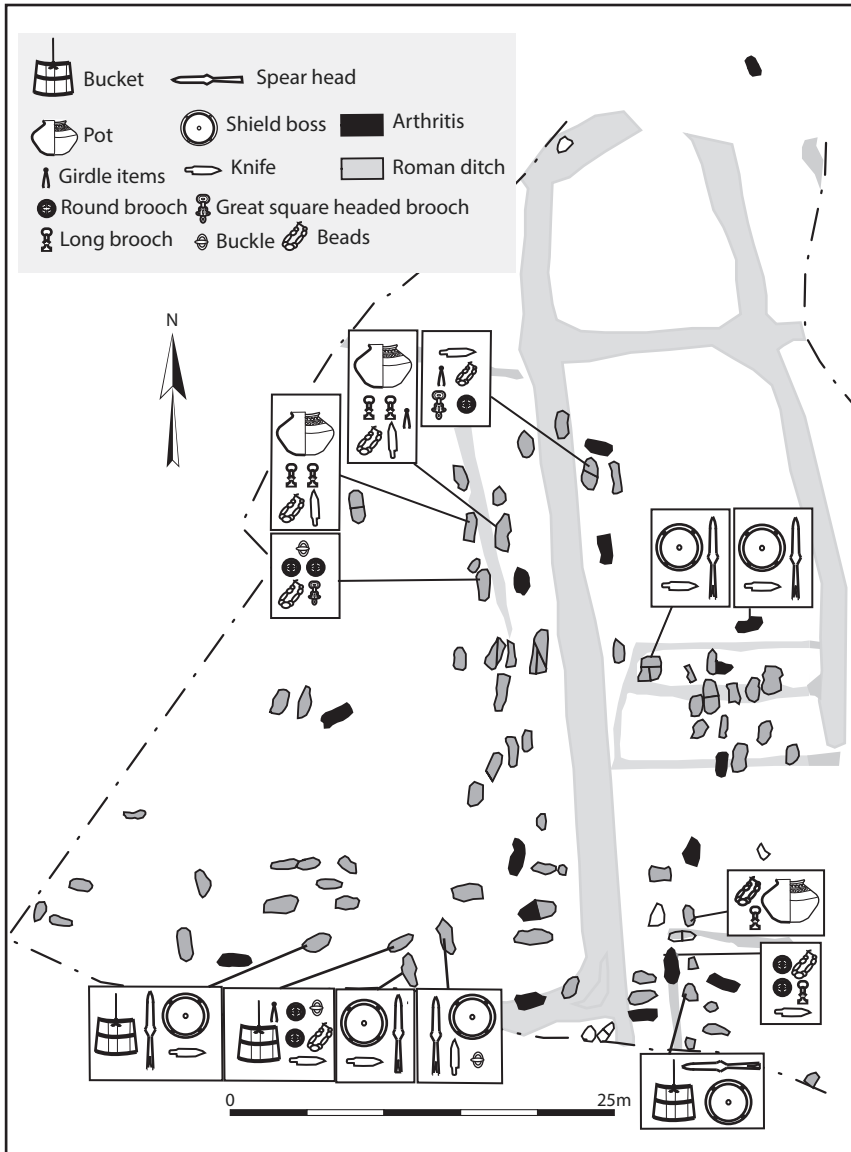 Bucket
Spear head
Pot
Shield boss
Arthritis
Girdle items
Knife
Roman ditch
Round brooch
Great square headed brooch
Long brooch
Buckle
Beads
N
0
25m